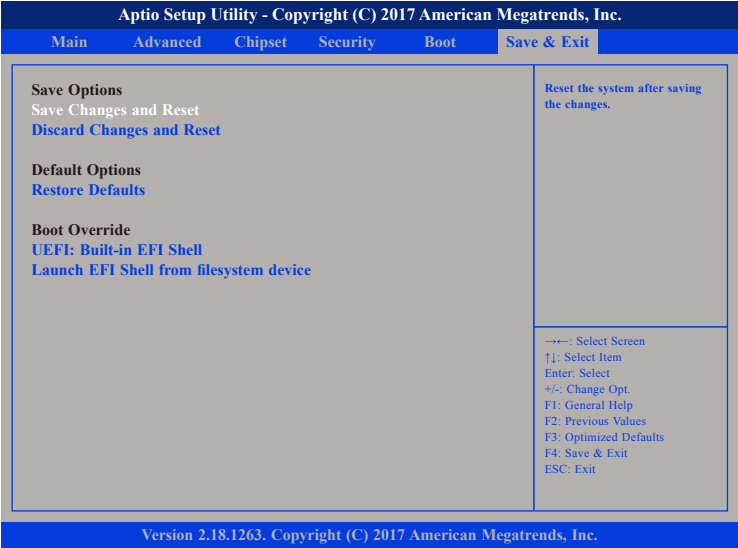 Aptio Setup Utility - Copyright (C) 2017 American Megatrends, Inc.
Main Advanced Chipset Security Boot Save & Exit
Save Options
Save Changes and Reset
Discard Changes and Reset
Default Options
Restore Defaults
Boot Override
UEFI: Built-in EFI Shell
Launch EFI Shell from filesystem device
Reset the system after saving
the changes.
→←: Select Screen
↑↓: Select Item
Enter: Select
+/-: Change Opt.
F1: General Help
F2: Previous Values
F3: Optimized Defaults
F4: Save & Exit
ESC: Exit
Version 2.18.1263. Copyright (C) 2017 American Megatrends, Inc.